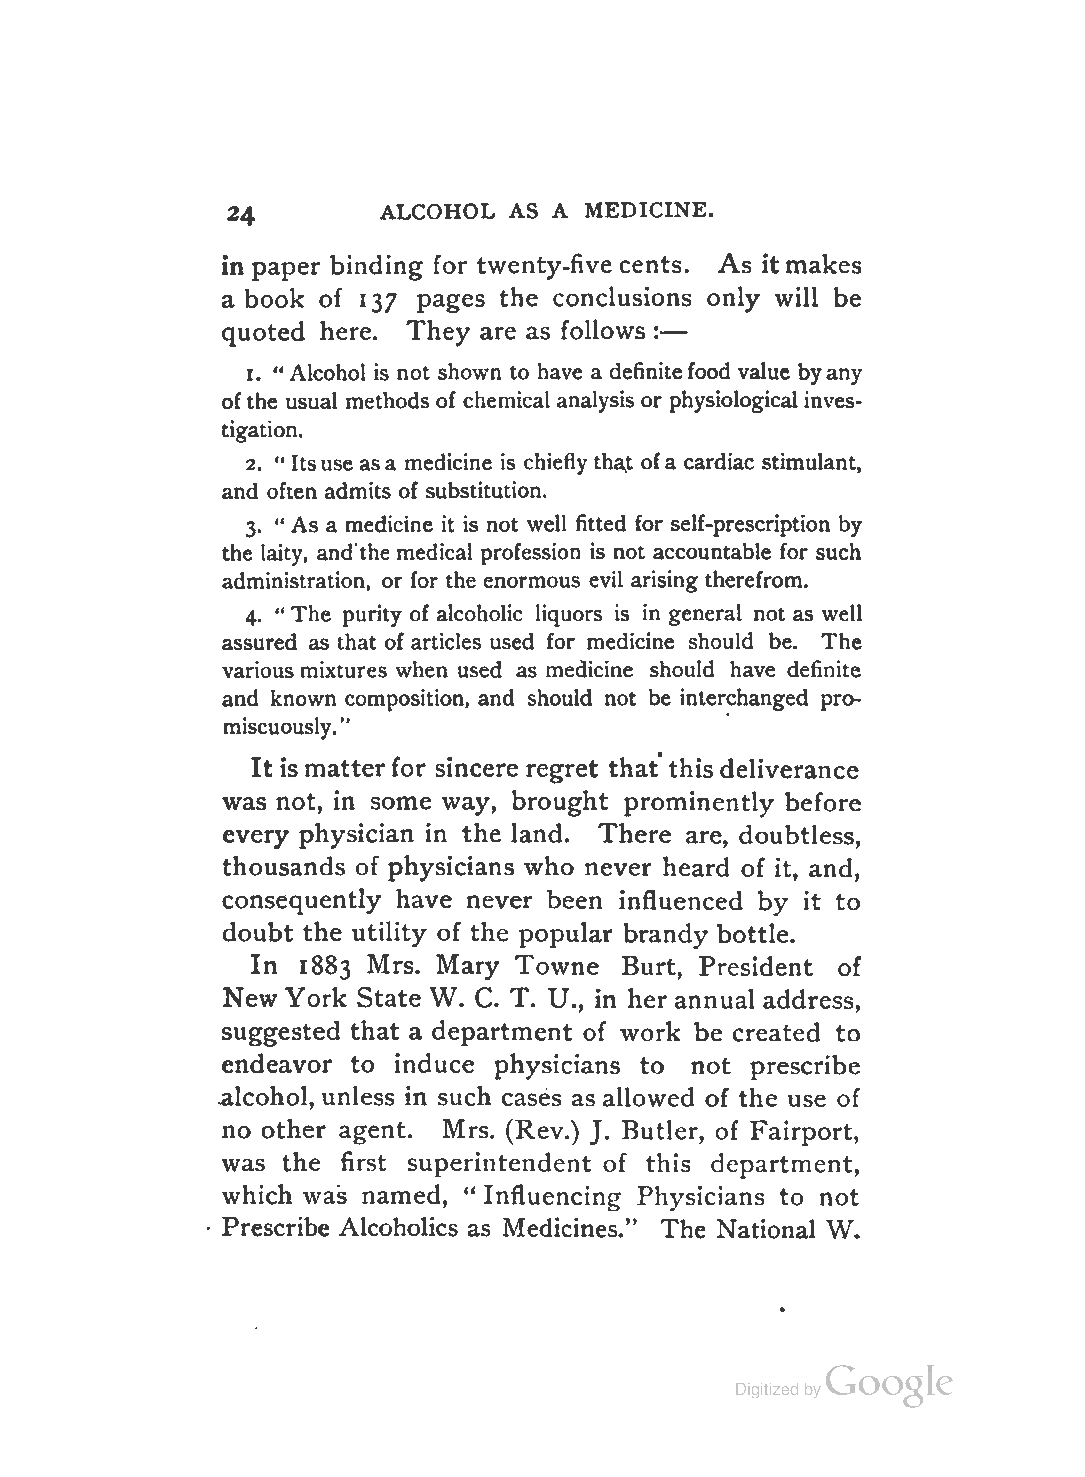 24 ALCOHOL AS A MEDICINE.
in paper binding for twenty-five cents. As it makes
a book of 137 pages the conclusions only will be
quoted here. They are as follows :—
1. “ Alcohol is not shown to have a definite food value by any
of the usual methods of chemical analysis or physiological inves-
tigation.
2. “ Its use as a medicine is chiefly that of a cardiac stimulant,
and often admits of substitution.
3. “ As a medicine it is not well fitted for self-prescription by
the laity, and the medical profession is not accountable for such
administration, or for the enormous evil arising therefrom.
4. “ The purity of alcoholic liquors is in general not as well
assured as that of articles used for medicine should be. The
various mixtures when used as medicine should have definite
and known composition, and should not be interchanged pro-
miscuously.”
It is matter for sincere regret that this deliverance
was not, in some way, brought prominently before
every physician in the land. There are, doubtless,
thousands of physicians who never heard of it, and,
consequently have never been influenced by it to
doubt the utility of the popular brandy bottle.
In 1883 Mrs. Mary Towne Burt, President of
New York State W. C. T. U., in her annual address,
suggested that a department of work be created to
endeavor to induce physicians to not prescribe
alcohol, unless in such cases as allowed of the use of
no other agent. Mrs. (Rev.) J. Butler, of Fairport,
was the first superintendent of this department,
which was named, “ Influencing Physicians to not
Prescribe Alcoholics as Medicines.” The National W.
Digitized by Google